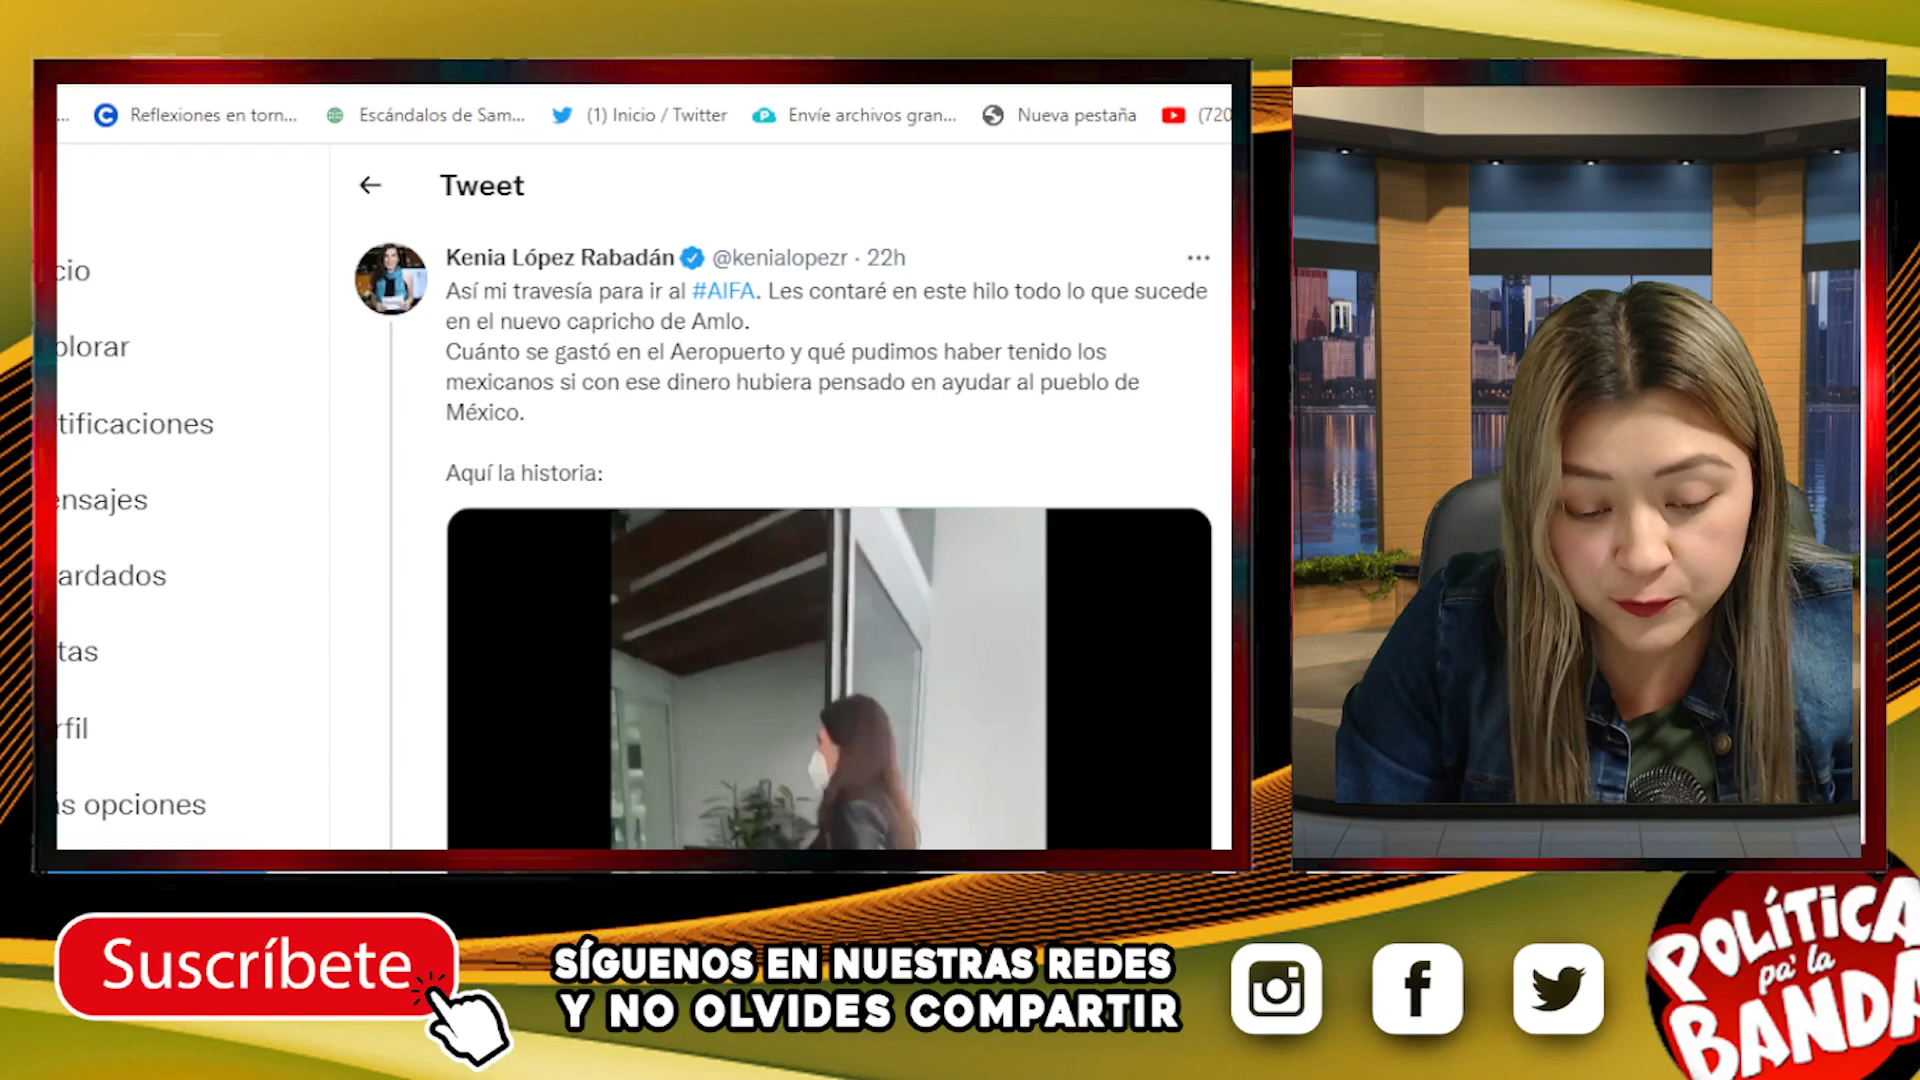 Reflexiones en torn...
Escándalos de Sam...
(1) Inicio / Twitter
Envíe archivos gran...
Nueva pestaña
(720
Tweet
Kenia López Rabadán @kenialopezr · 22h
Así mi travesía para ir al #AIFA. Les contaré en este hilo todo lo que sucede
en el nuevo capricho de Amlo.
Cuánto se gastó en el Aeropuerto y qué pudimos haber tenido los
mexicanos si con ese dinero hubiera pensado en ayudar al pueblo de
México.
Aquí la historia:
cio
plorar
tificaciones
ensajes
ardados
tas
rfil
ás opciones
Suscríbete
SÍGUENOS EN NUESTRAS REDES
Y NO OLVIDES COMPARTIR
POLÍTICA
pa' la
BANDA